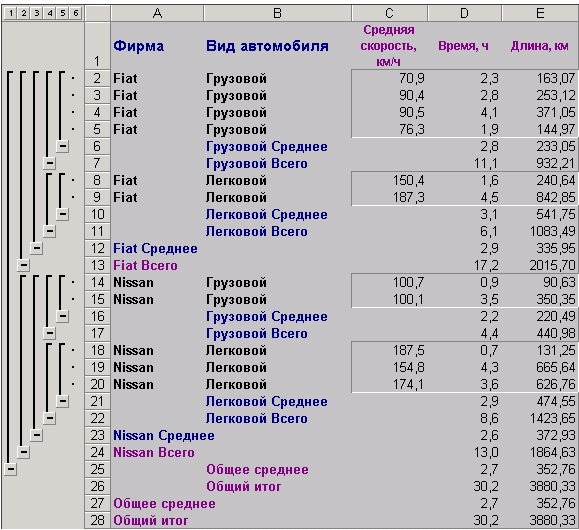 1 2 3 4 5 6 A B C D E
1 Фирма Вид автомобиля Средняя скорость, км/ч Время, ч Длина, км
2 Fiat Грузовой 70,9 2,3 163,07
3 Fiat Грузовой 90,4 2,8 253,12
4 Fiat Грузовой 90,5 4,1 371,05
5 Fiat Грузовой 76,3 1,9 144,97
6 Грузовой Среднее 2,8 233,05
7 Грузовой Всего 11,1 932,21
8 Fiat Легковой 150,4 1,6 240,64
9 Fiat Легковой 187,3 4,5 842,85
10 Легковой Среднее 3,1 541,75
11 Легковой Всего 6,1 1083,49
12 Fiat Среднее 2,9 335,95
13 Fiat Всего 17,2 2015,70
14 Nissan Грузовой 100,7 0,9 90,63
15 Nissan Грузовой 100,1 3,5 350,35
16 Грузовой Среднее 2,2 220,49
17 Грузовой Всего 4,4 440,98
18 Nissan Легковой 187,5 0,7 131,25
19 Nissan Легковой 154,8 4,3 665,64
20 Nissan Легковой 174,1 3,6 626,76
21 Легковой Среднее 2,9 474,55
22 Легковой Всего 8,6 1423,65
23 Nissan Среднее 2,6 372,93
24 Nissan Всего 13,0 1864,63
25 Общее среднее 2,7 352,76
26 Общий итог 30,2 3880,33
27 Общее среднее 2,7 352,76
28 Общий итог 30,2 3880,33